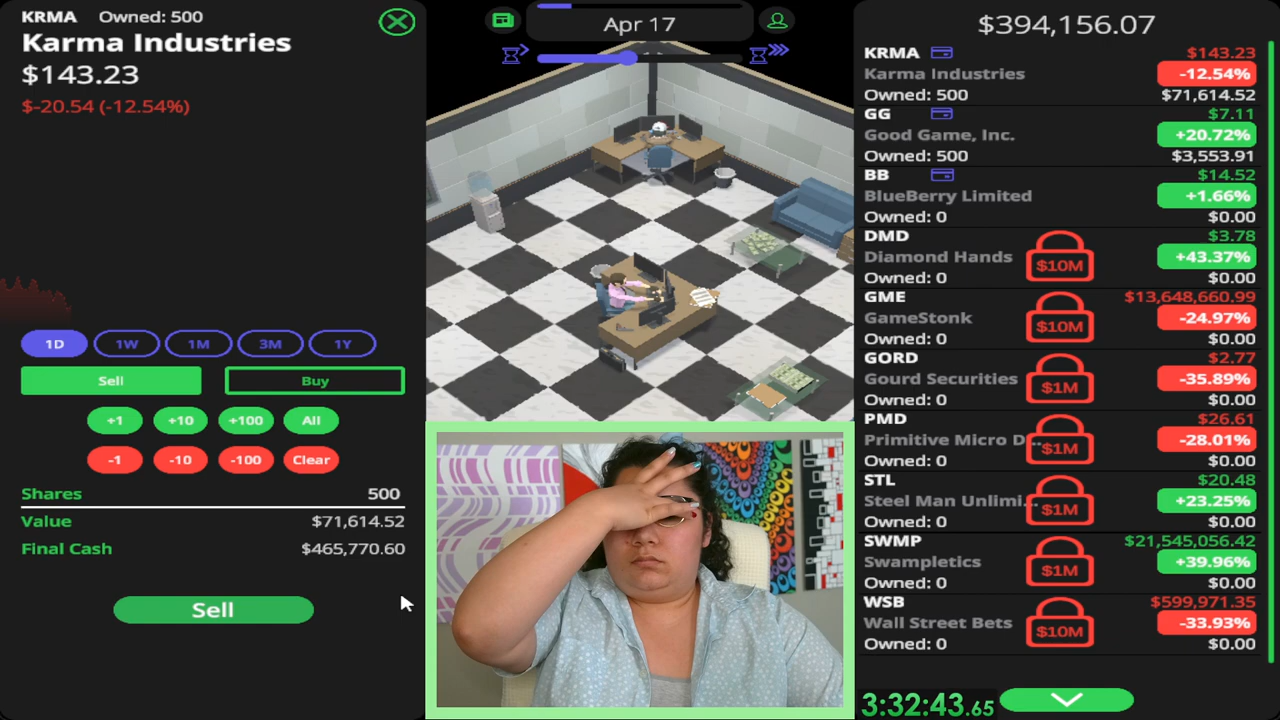 KRMA Owned: 500
Karma Industries
$143.23
$-20.54 (-12.54%)
1D 1W 1M 3M 1Y
Sell Buy
+1 +10 +100 All
-1 -10 -100 Clear
Shares 500
Value $71,614.52
Final Cash $465,770.60
Sell
Apr 17
$394,156.07
KRMA $143.23
Karma Industries -12.54%
Owned: 500 $71,614.52
GG $7.11
Good Game, Inc. +20.72%
Owned: 500 $3,553.91
BB $14.52
BlueBerry Limited +1.66%
Owned: 0 $0.00
DMD $3.78
Diamond Hands $10M +43.37%
Owned: 0 $0.00
GME $13,648,660.99
GameStonk $10M -24.97%
Owned: 0 $0.00
GORD $2.77
Gourd Securities $1M -35.89%
Owned: 0 $0.00
PMD $26.61
Primitive Micro D... $1M -28.01%
Owned: 0 $0.00
STL $20.48
Steel Man Unlimi... $1M +23.25%
Owned: 0 $0.00
SWMP $21,545,056.42
Swampletics $1M +39.96%
Owned: 0 $0.00
WSB $599,971.35
Wall Street Bets $10M -33.93%
Owned: 0 $0.00
3:32:43.65